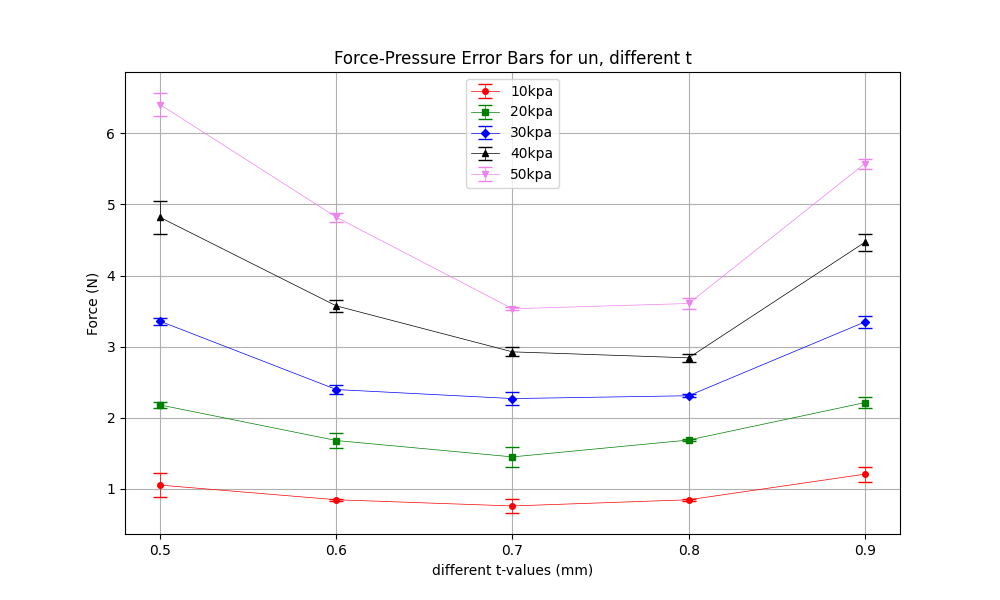 Force-Pressure Error Bars for un, different t
10kpa
20kpa
30kpa
40kpa
50kpa
Force (N)
6
5
4
3
2
1
0.5 0.6 0.7 0.8 0.9
different t-values (mm)